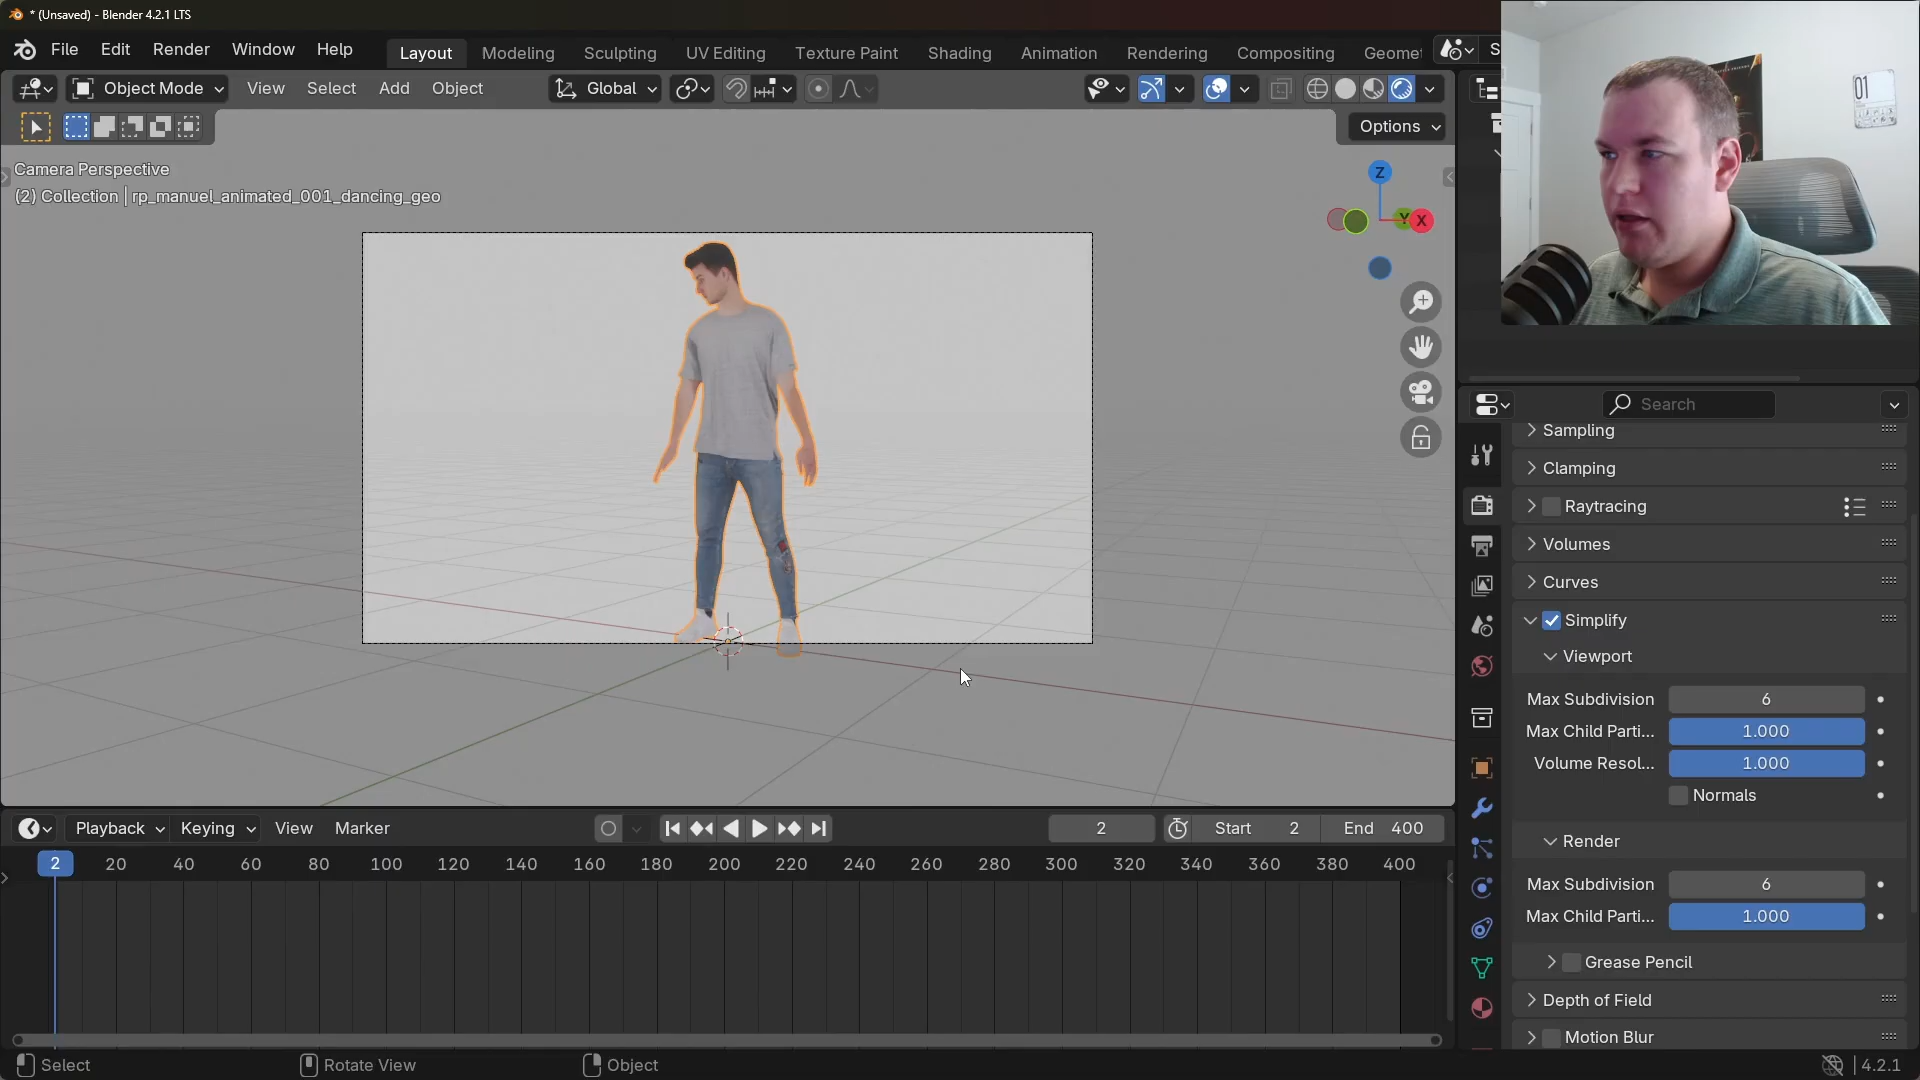 * (Unsaved) - Blender 4.2.1 LTS
File Edit Render Window Help Layout Modeling Sculpting UV Editing Texture Paint Shading Animation Rendering Compositing Geomet S
Object Mode View Select Add Object Global
Options
Camera Perspective
(2) Collection | rp_manuel_animated_001_dancing_geo
Z
Y
X
01
Search
Sampling
Clamping
Raytracing
Volumes
Curves
Simplify
Viewport
Max Subdivision 6
Max Child Parti... 1.000
Volume Resol... 1.000
Normals
Render
Max Subdivision 6
Max Child Parti... 1.000
Grease Pencil
Depth of Field
Motion Blur
Playback Keying View Marker 2 Start 2 End 400
2 20 40 60 80 100 120 140 160 180 200 220 240 260 280 300 320 340 360 380 400
Select Rotate View Object 4.2.1